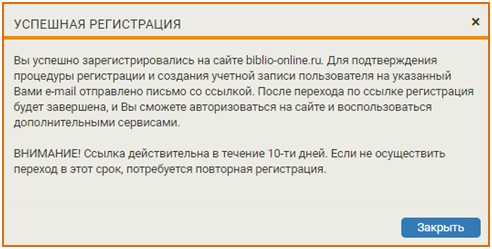 УСПЕШНАЯ РЕГИСТРАЦИЯ ×
Вы успешно зарегистрировались на сайте biblio-online.ru. Для подтверждения
процедуры регистрации и создания учетной записи пользователя на указанный
Вами e-mail отправлено письмо со ссылкой. После перехода по ссылке регистрация
будет завершена, и Вы сможете авторизоваться на сайте и воспользоваться
дополнительными сервисами.
ВНИМАНИЕ! Ссылка действительна в течение 10-ти дней. Если не осуществить
переход в этот срок, потребуется повторная регистрация.
Закрыть